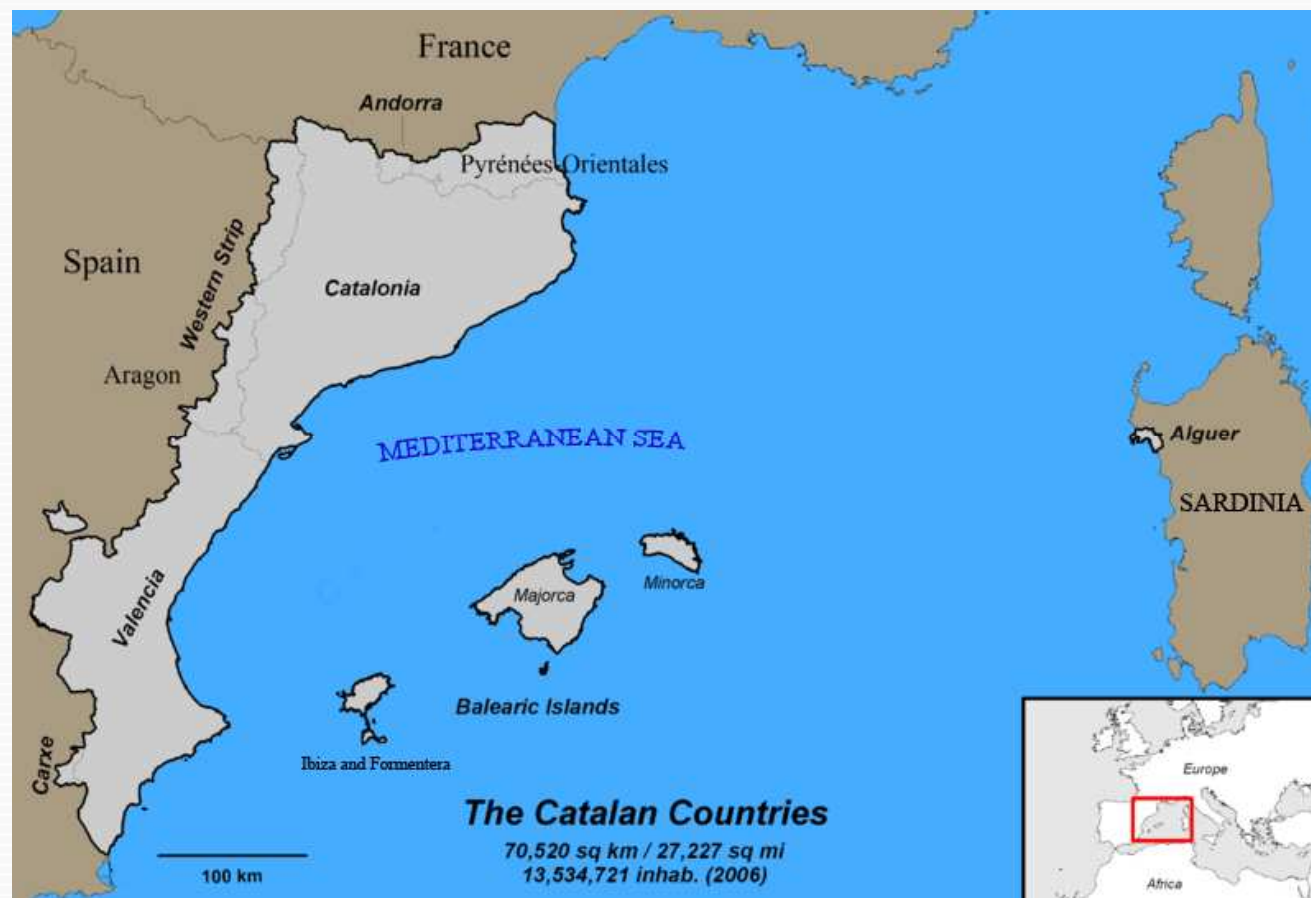 France
Andorra
Pyrénées-Orientales
Spain
Western Strip
Catalonia
Aragon
MEDITERRANEAN SEA
Alguer
SARDINIA
Valencia
Majorca
Minorca
Balearic Islands
Carxe
Ibiza and Formentera
The Catalan Countries
70,520 sq km / 27,227 sq mi
13,534,721 inhab. (2006)
100 km
Europe
Africa